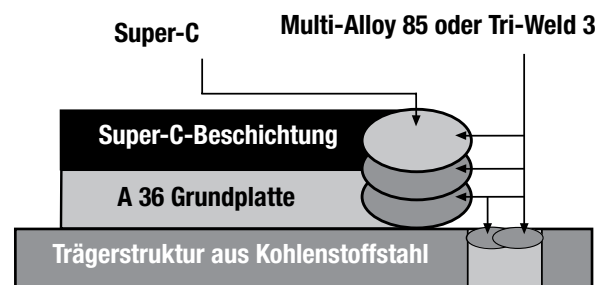 Super-C
Multi-Alloy 85 oder Tri-Weld 3
Super-C-Beschichtung
A 36 Grundplatte
Trägerstruktur aus Kohlenstoffstahl